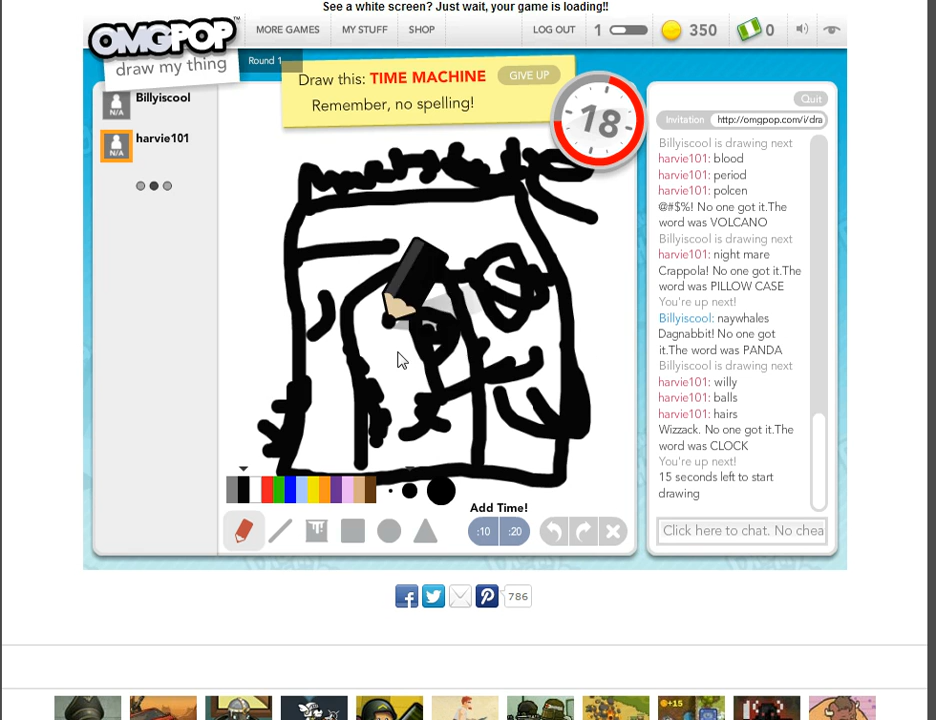 See a white screen? Just wait, your game is loading!!
OMGPOP
draw my thing
MORE GAMES
MY STUFF
SHOP
LOG OUT
1
350
0
Round 1
Draw this: TIME MACHINE
GIVE UP
Remember, no spelling!
18
Billyiscool
N/A
harvie101
N/A
Quit
Invitation http://omgpop.com/i/dra
Billyiscool is drawing next
harvie101: blood
harvie101: period
harvie101: polcen
@#$%! No one got it.The
word was VOLCANO
Billyiscool is drawing next
harvie101: night mare
Crappola! No one got it.The
word was PILLOW CASE
You're up next!
Billyiscool: naywhales
Dagnabbit! No one got
it.The word was PANDA
Billyiscool is drawing next
harvie101: willy
harvie101: balls
harvie101: hairs
Wizzack. No one got it.The
word was CLOCK
You're up next!
15 seconds left to start
drawing
Click here to chat. No chea
Add Time!
:10
:20
786
+15